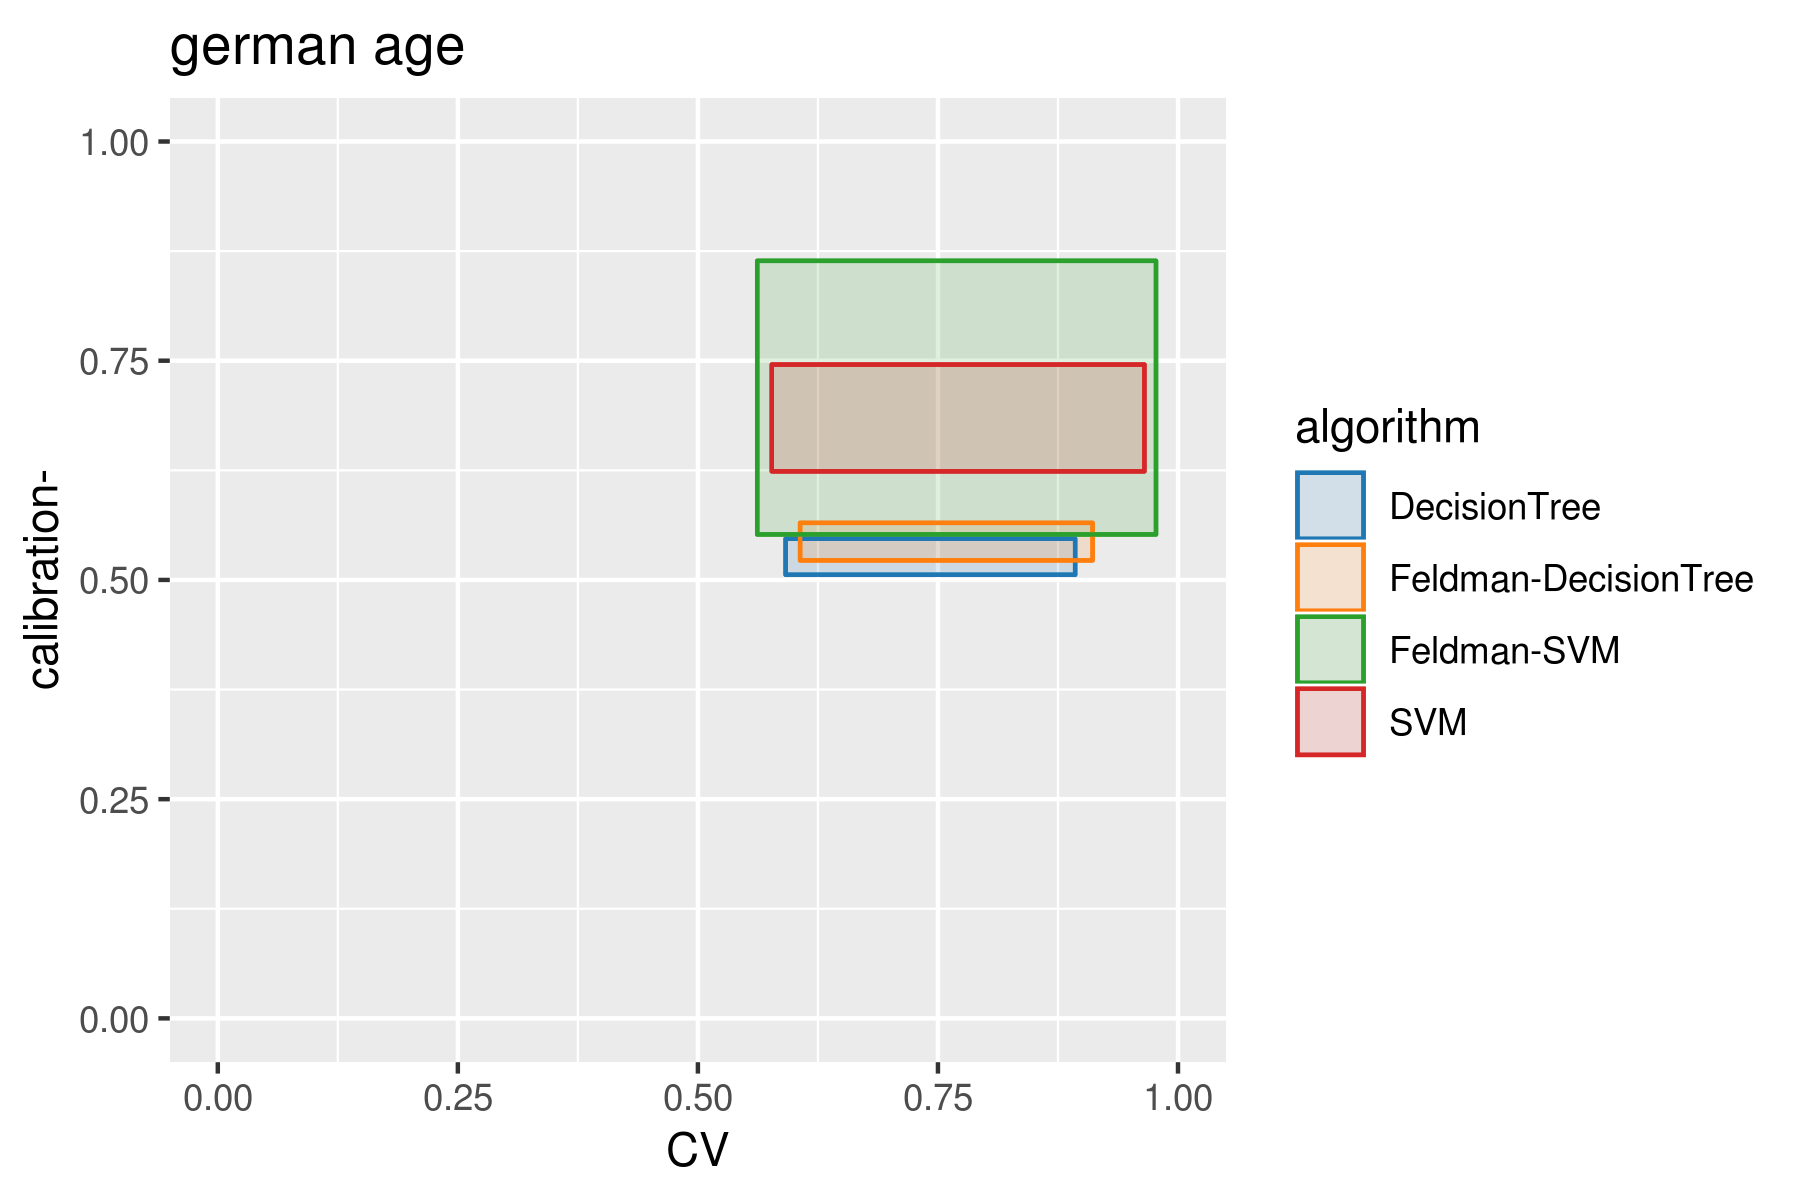 german age
calibration-
1.00
0.75
0.50
0.25
0.00
0.00 0.25 0.50 0.75 1.00
CV
algorithm
DecisionTree
Feldman-DecisionTree
Feldman-SVM
SVM